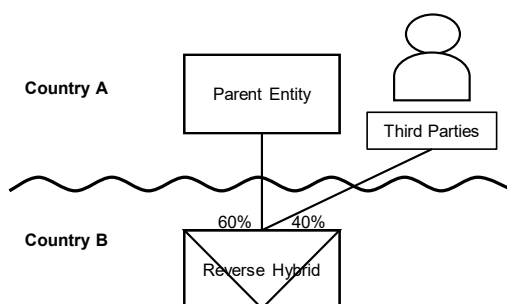 Country A
Parent Entity
Third Parties
60%
40%
Country B
Reverse Hybrid